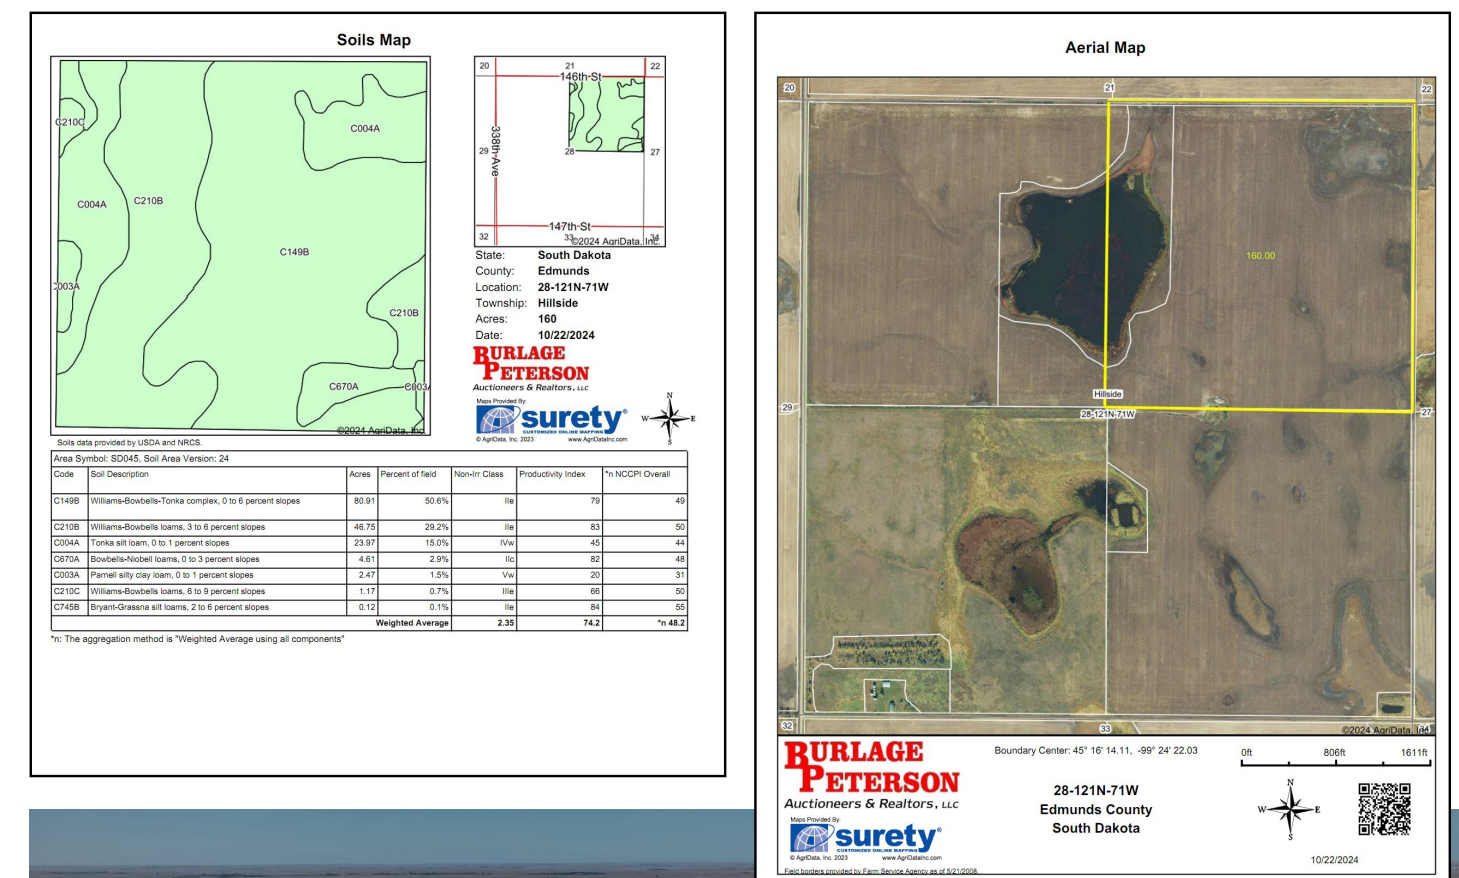 Soils Map
C210C
C004A
C004A
C210B
C149B
C210B
C670A
C003A
©2024 AgriData, Inc.
Soils data provided by USDA and NRCS.
20
21
22
146th St
338th Ave
29
28
27
147th St
32
33
34
©2024 AgriData, Inc.
State: South Dakota
County: Edmunds
Location: 28-121N-71W
Township: Hillside
Acres: 160
Date: 10/22/2024
BURLAGE
PETERSON
Auctioneers & Realtors, LLC
Maps Provided By:
surety®
CUSTOMIZED ONLINE MAPPING
© AgriData, Inc. 2023 www.AgriDataInc.com
N
W E
S
Area Symbol: SD045, Soil Area Version: 24
Code Soil Description Acres Percent of field Non-Irr Class Productivity Index *n NCCPI Overall
C149B Williams-Bowbells-Tonka complex, 0 to 6 percent slopes 80.91 50.6% IIe 79 49
C210B Williams-Bowbells loams, 3 to 6 percent slopes 46.75 29.2% IIe 83 50
C004A Tonka silt loam, 0 to 1 percent slopes 23.97 15.0% IVw 45 44
C670A Bowbells-Niobell loams, 0 to 3 percent slopes 4.61 2.9% IIc 82 48
C003A Parnell silty clay loam, 0 to 1 percent slopes 2.47 1.5% Vw 20 31
C210C Williams-Bowbells loams, 6 to 9 percent slopes 1.17 0.7% IIIe 66 50
C745B Bryant-Grassna silt loams, 2 to 6 percent slopes 0.12 0.1% IIe 84 55
Weighted Average 2.35 74.2 *n 48.2
*n: The aggregation method is "Weighted Average using all components"
Aerial Map
20
21
22
160.00
Hillside
29
28-121N-71W
27
32
33
©2024 AgriData, Inc.
BURLAGE
PETERSON
Auctioneers & Realtors, LLC
Maps Provided By:
surety®
CUSTOMIZED ONLINE MAPPING
© AgriData, Inc. 2023 www.AgriDataInc.com
Field borders provided by Farm Service Agency as of 5/21/2008.
Boundary Center: 45° 16' 14.11, -99° 24' 22.03
28-121N-71W
Edmunds County
South Dakota
0ft 806ft 1611ft
N
W E
S
10/22/2024